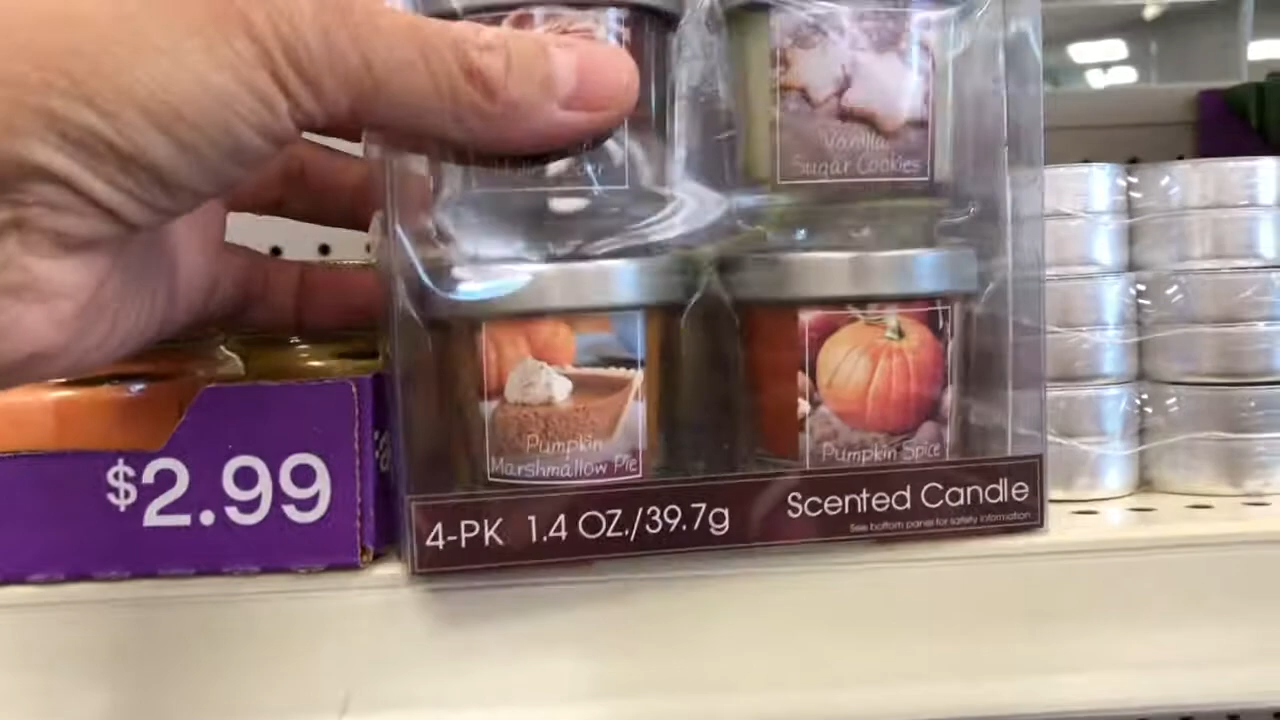 Vanilla
Sugar Cookies
Pumpkin
Marshmallow Pie
Pumpkin Spice
$2.99
4-PK 1.4 OZ./39.7g
Scented Candle
See bottom panel for safety information